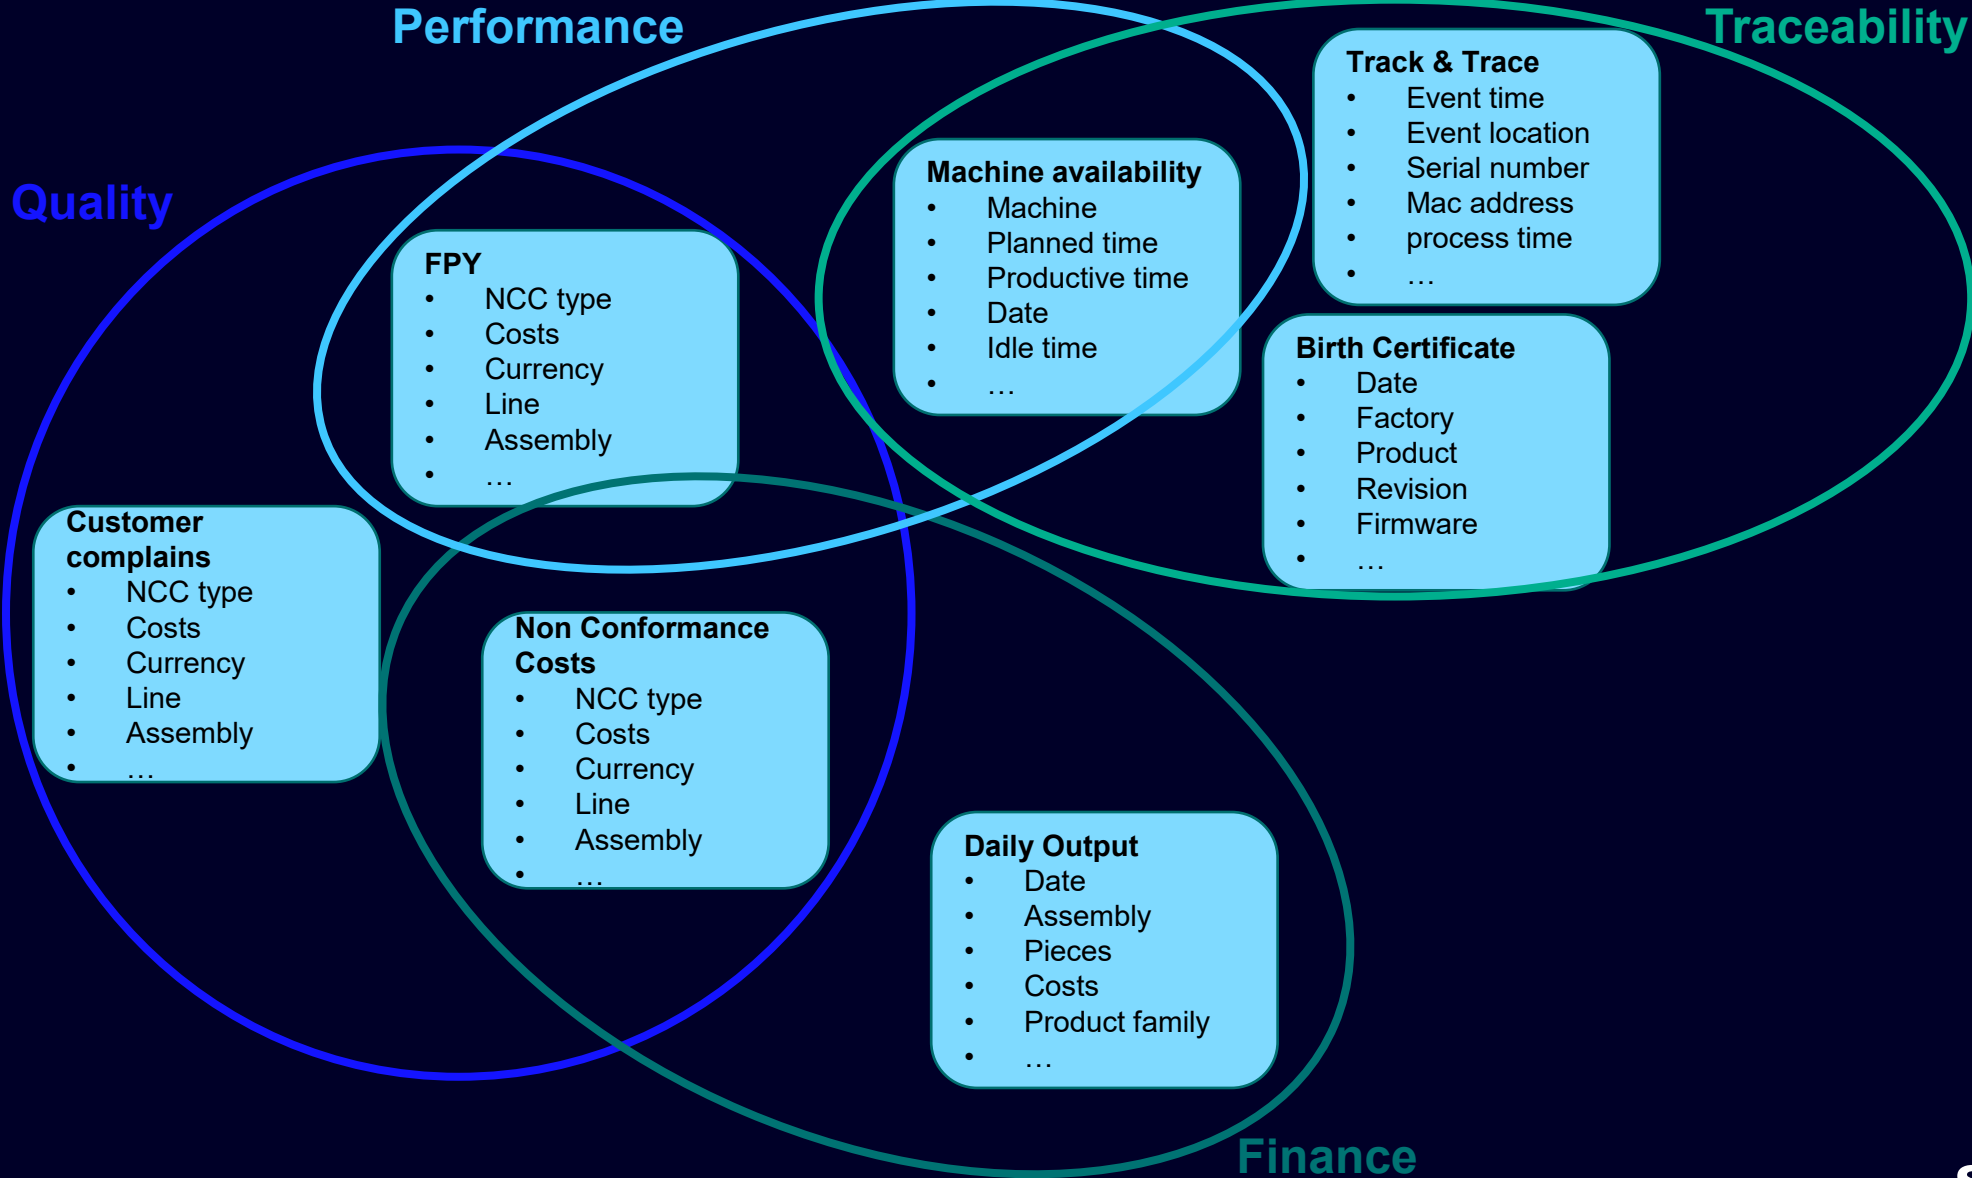 Performance
Traceability
Quality
Track & Trace
• Event time
• Event location
• Serial number
• Mac address
• process time
• …
Machine availability
• Machine
• Planned time
• Productive time
• Date
• Idle time
• …
FPY
• NCC type
• Costs
• Currency
• Line
• Assembly
• …
Birth Certificate
• Date
• Factory
• Product
• Revision
• Firmware
• …
Customer
complains
• NCC type
• Costs
• Currency
• Line
• Assembly
• …
Non Conformance
Costs
• NCC type
• Costs
• Currency
• Line
• Assembly
• …
Daily Output
• Date
• Assembly
• Pieces
• Costs
• Product family
• …
Finance